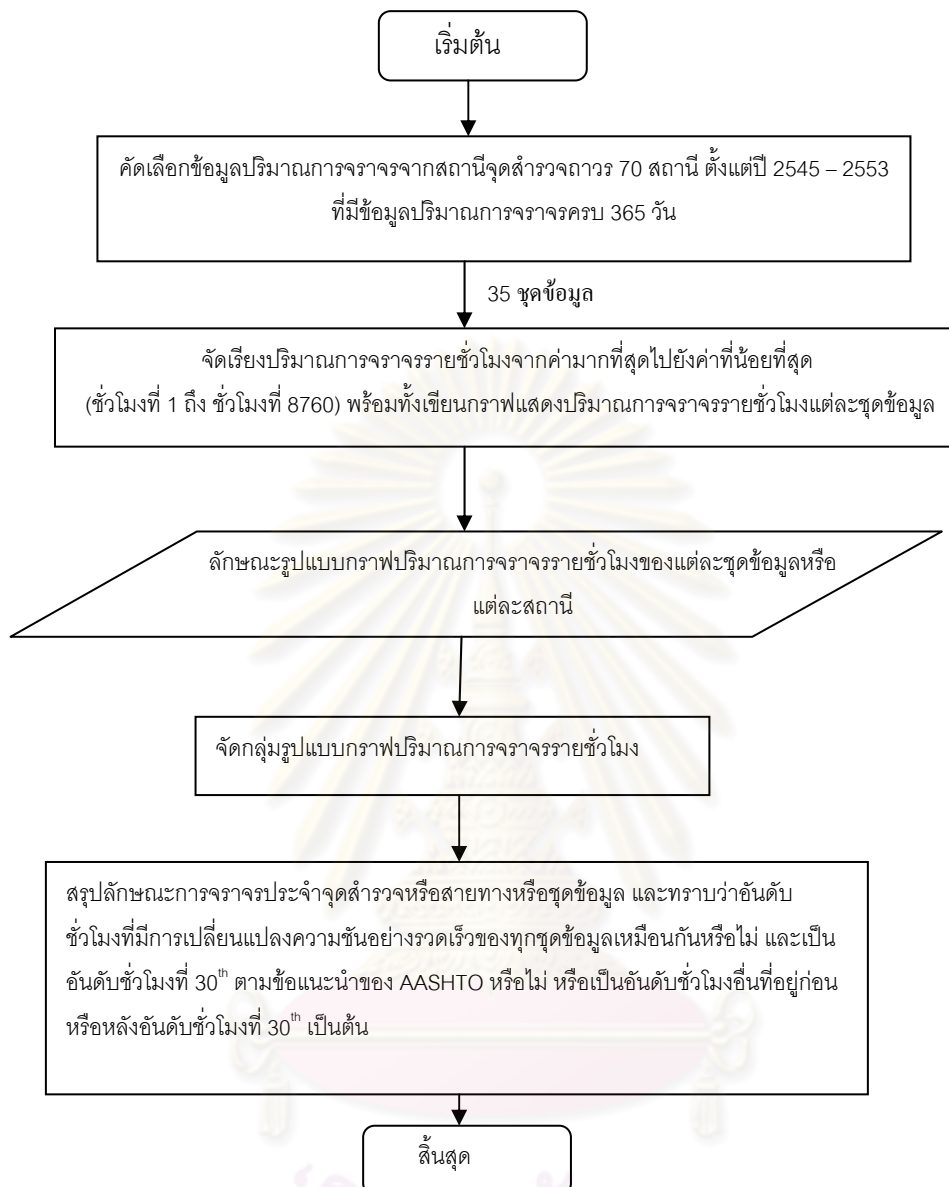 เริ่มต้น
คัดเลือกข้อมูลปริมาณการจราจรจากสถานีจุดสำรวจถาวร 70 สถานี ตั้งแต่ปี 2545 – 2553
ที่มีข้อมูลปริมาณการจราจรครบ 365 วัน
35 ชุดข้อมูล
จัดเรียงปริมาณการจราจรรายชั่วโมงจากค่ามากที่สุดไปยังค่าที่น้อยที่สุด
(ชั่วโมงที่ 1 ถึง ชั่วโมงที่ 8760) พร้อมทั้งเขียนกราฟแสดงปริมาณการจราจรรายชั่วโมงแต่ละชุดข้อมูล
ลักษณะรูปแบบกราฟปริมาณการจราจรรายชั่วโมงของแต่ละชุดข้อมูลหรือ
แต่ละสถานี
จัดกลุ่มรูปแบบกราฟปริมาณการจราจรรายชั่วโมง
สรุปลักษณะการจราจรประจำจุดสำรวจหรือสายทางหรือชุดข้อมูล และทราบว่าอันดับ
ชั่วโมงที่มีการเปลี่ยนแปลงความชันอย่างรวดเร็วของทุกชุดข้อมูลเหมือนกันหรือไม่ และเป็น
อันดับชั่วโมงที่ 30th ตามข้อแนะนำของ AASHTO หรือไม่ หรือเป็นอันดับชั่วโมงอื่นที่อยู่ก่อน
หรือหลังอันดับชั่วโมงที่ 30th เป็นต้น
สิ้นสุด